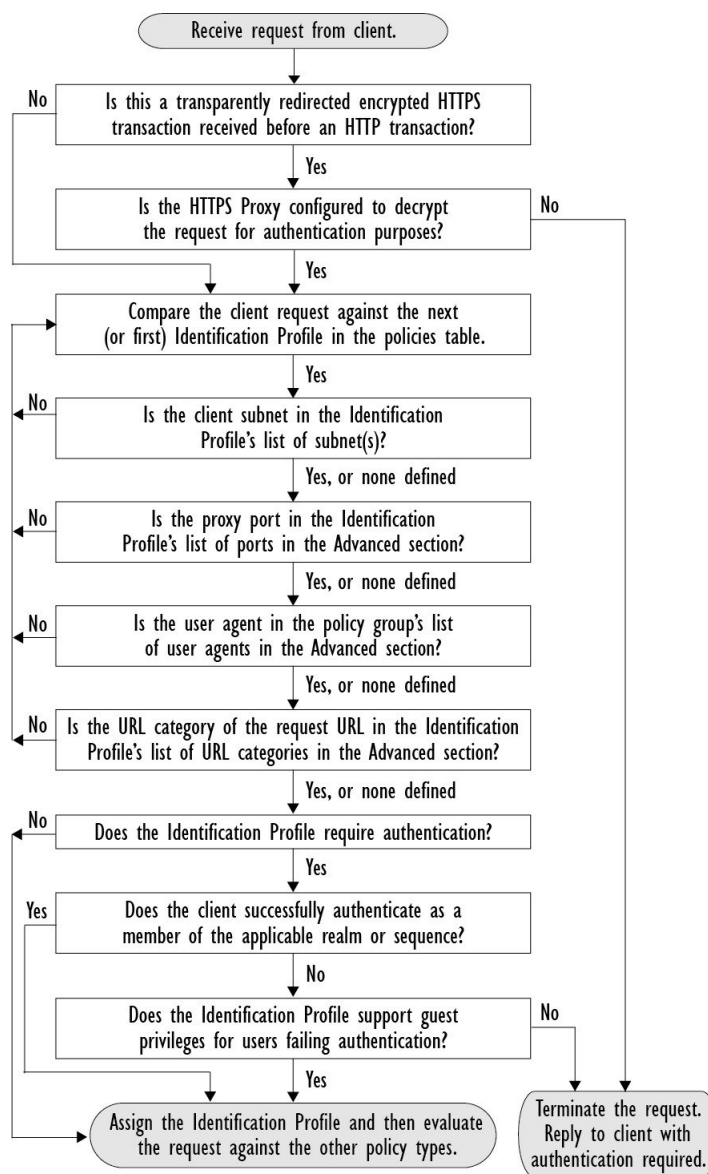 Receive request from client.
No
Is this a transparently redirected encrypted HTTPS
transaction received before an HTTP transaction?
Yes
Is the HTTPS Proxy configured to decrypt
the request for authentication purposes?
No
Yes
Compare the client request against the next
(or first) Identification Profile in the policies table.
Yes
No
Is the client subnet in the Identification
Profile's list of subnet(s)?
Yes, or none defined
No
Is the proxy port in the Identification
Profile's list of ports in the Advanced section?
Yes, or none defined
No
Is the user agent in the policy group's list
of user agents in the Advanced section?
Yes, or none defined
No
Is the URL category of the request URL in the Identification
Profile's list of URL categories in the Advanced section?
Yes, or none defined
No
Does the Identification Profile require authentication?
Yes
Yes
Does the client successfully authenticate as a
member of the applicable realm or sequence?
No
Does the Identification Profile support guest
privileges for users failing authentication?
No
Yes
Assign the Identification Profile and then evaluate
the request against the other policy types.
Terminate the request.
Reply to client with
authentication required.